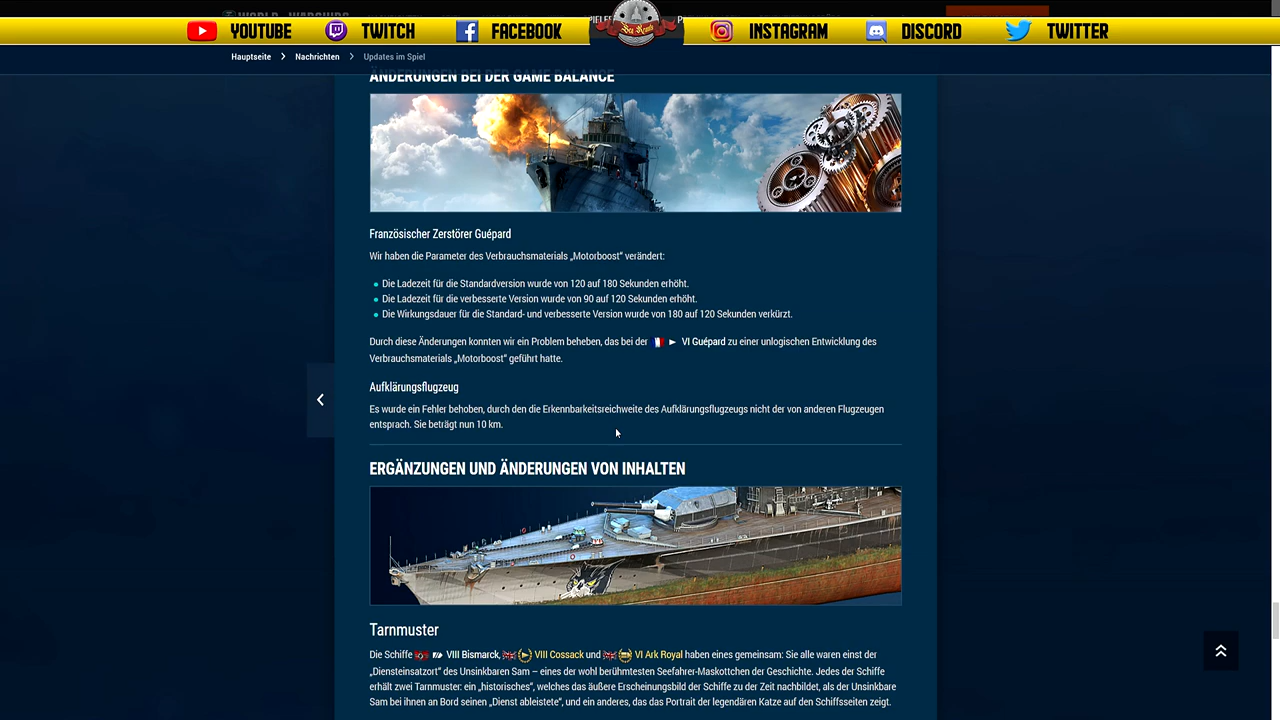 YOUTUBE TWITCH FACEBOOK Sea Rents INSTAGRAM DISCORD TWITTER
Hauptseite Nachrichten Updates im Spiel
ÄNDERUNGEN BEI DER GAME BALANCE
Französischer Zerstörer Guépard
Wir haben die Parameter des Verbrauchsmaterials „Motorboost“ verändert:
Die Ladezeit für die Standardversion wurde von 120 auf 180 Sekunden erhöht.
Die Ladezeit für die verbesserte Version wurde von 90 auf 120 Sekunden erhöht.
Die Wirkungsdauer für die Standard- und verbesserte Version wurde von 180 auf 120 Sekunden verkürzt.
Durch diese Änderungen konnten wir ein Problem beheben, das bei der VI Guépard zu einer unlogischen Entwicklung des
Verbrauchsmaterials „Motorboost“ geführt hatte.
Aufklärungsflugzeug
Es wurde ein Fehler behoben, durch den die Erkennbarkeitsreichweite des Aufklärungsflugzeugs nicht der von anderen Flugzeugen
entsprach. Sie beträgt nun 10 km.
ERGÄNZUNGEN UND ÄNDERUNGEN VON INHALTEN
Tarnmuster
Die Schiffe VIII Bismarck, VIII Cossack und VI Ark Royal haben eines gemeinsam: Sie alle waren einst der
„Diensteinsatzort“ des Unsinkbaren Sam – eines der wohl berühmtesten Seefahrer-Maskottchen der Geschichte. Jedes der Schiffe
erhält zwei Tarnmuster: ein „historisches“, welches das äußere Erscheinungsbild der Schiffe zu der Zeit nachbildet, als der Unsinkbare
Sam bei ihnen an Bord seinen „Dienst ableistete“, und ein anderes, das das Portrait der legendären Katze auf den Schiffsseiten zeigt.